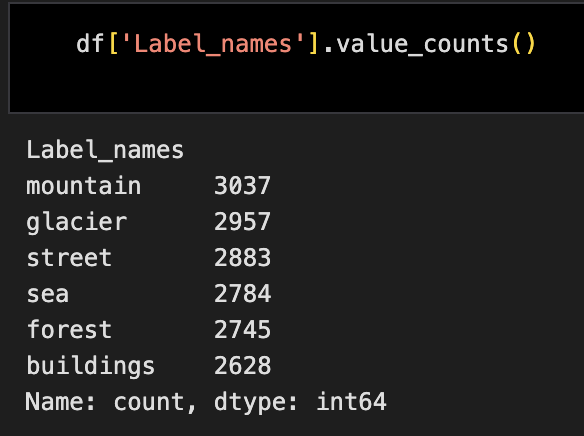 df['Label_names'].value_counts()
Label_names
mountain     3037
glacier      2957
street       2883
sea          2784
forest       2745
buildings    2628
Name: count, dtype: int64